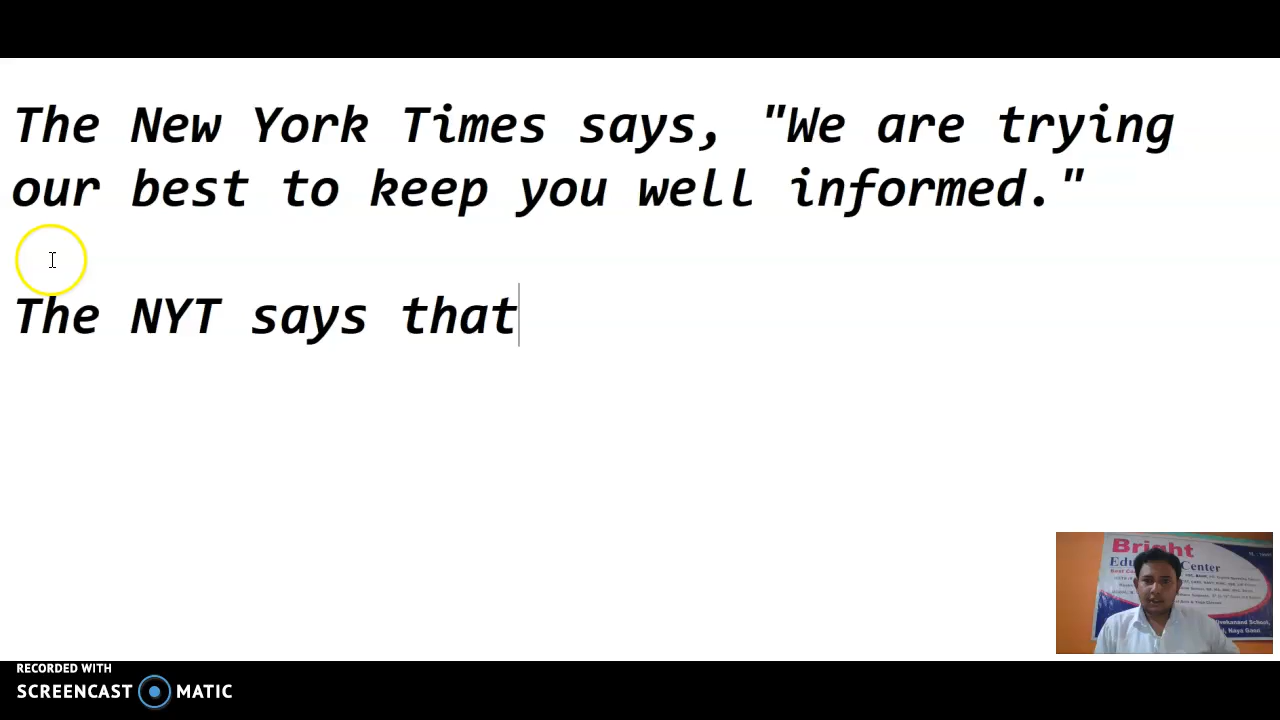 The New York Times says, "We are trying
our best to keep you well informed."
The NYT says that
Bright
Center
RECORDED WITH
SCREENCAST MATIC